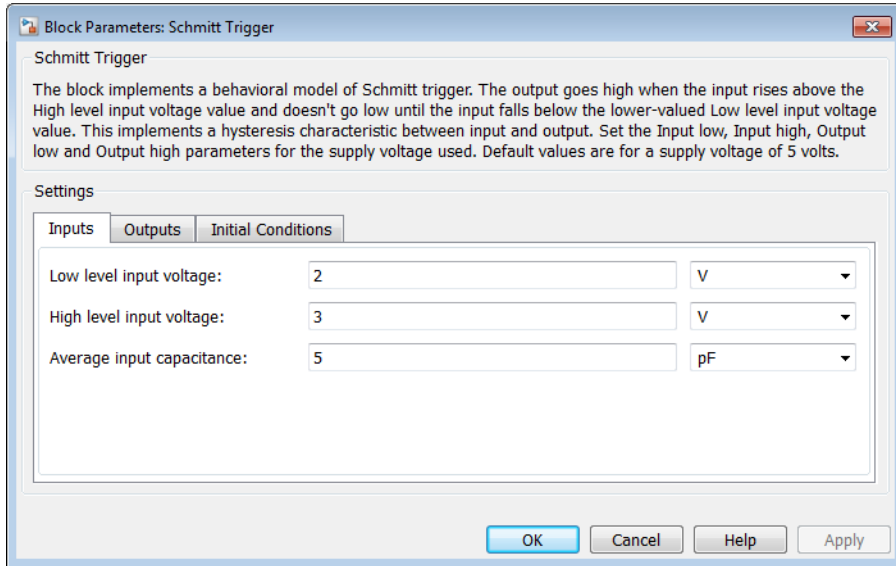 Block Parameters: Schmitt Trigger
Schmitt Trigger
The block implements a behavioral model of Schmitt trigger. The output goes high when the input rises above the
High level input voltage value and doesn't go low until the input falls below the lower-valued Low level input voltage
value. This implements a hysteresis characteristic between input and output. Set the Input low, Input high, Output
low and Output high parameters for the supply voltage used. Default values are for a supply voltage of 5 volts.
Settings
Inputs Outputs Initial Conditions
Low level input voltage: 2 V
High level input voltage: 3 V
Average input capacitance: 5 pF
OK Cancel Help Apply